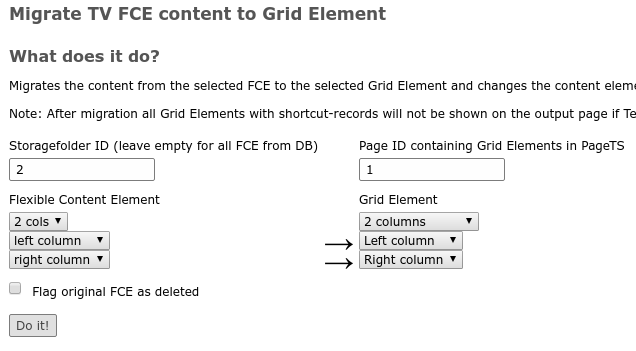 Migrate TV FCE content to Grid Element
What does it do?
Migrates the content from the selected FCE to the selected Grid Element and changes the content
Note: After migration all Grid Elements with shortcut-records will not be shown on the output page if
Storagefolder ID (leave empty for all FCE from DB) Page ID containing Grid Elements in PageTS
2 1
Flexible Content Element Grid Element
2 cols ▼ 2 columns ▼
left column ▼ → Left column ▼
right column ▼ → Right column ▼
Flag original FCE as deleted
Do it!